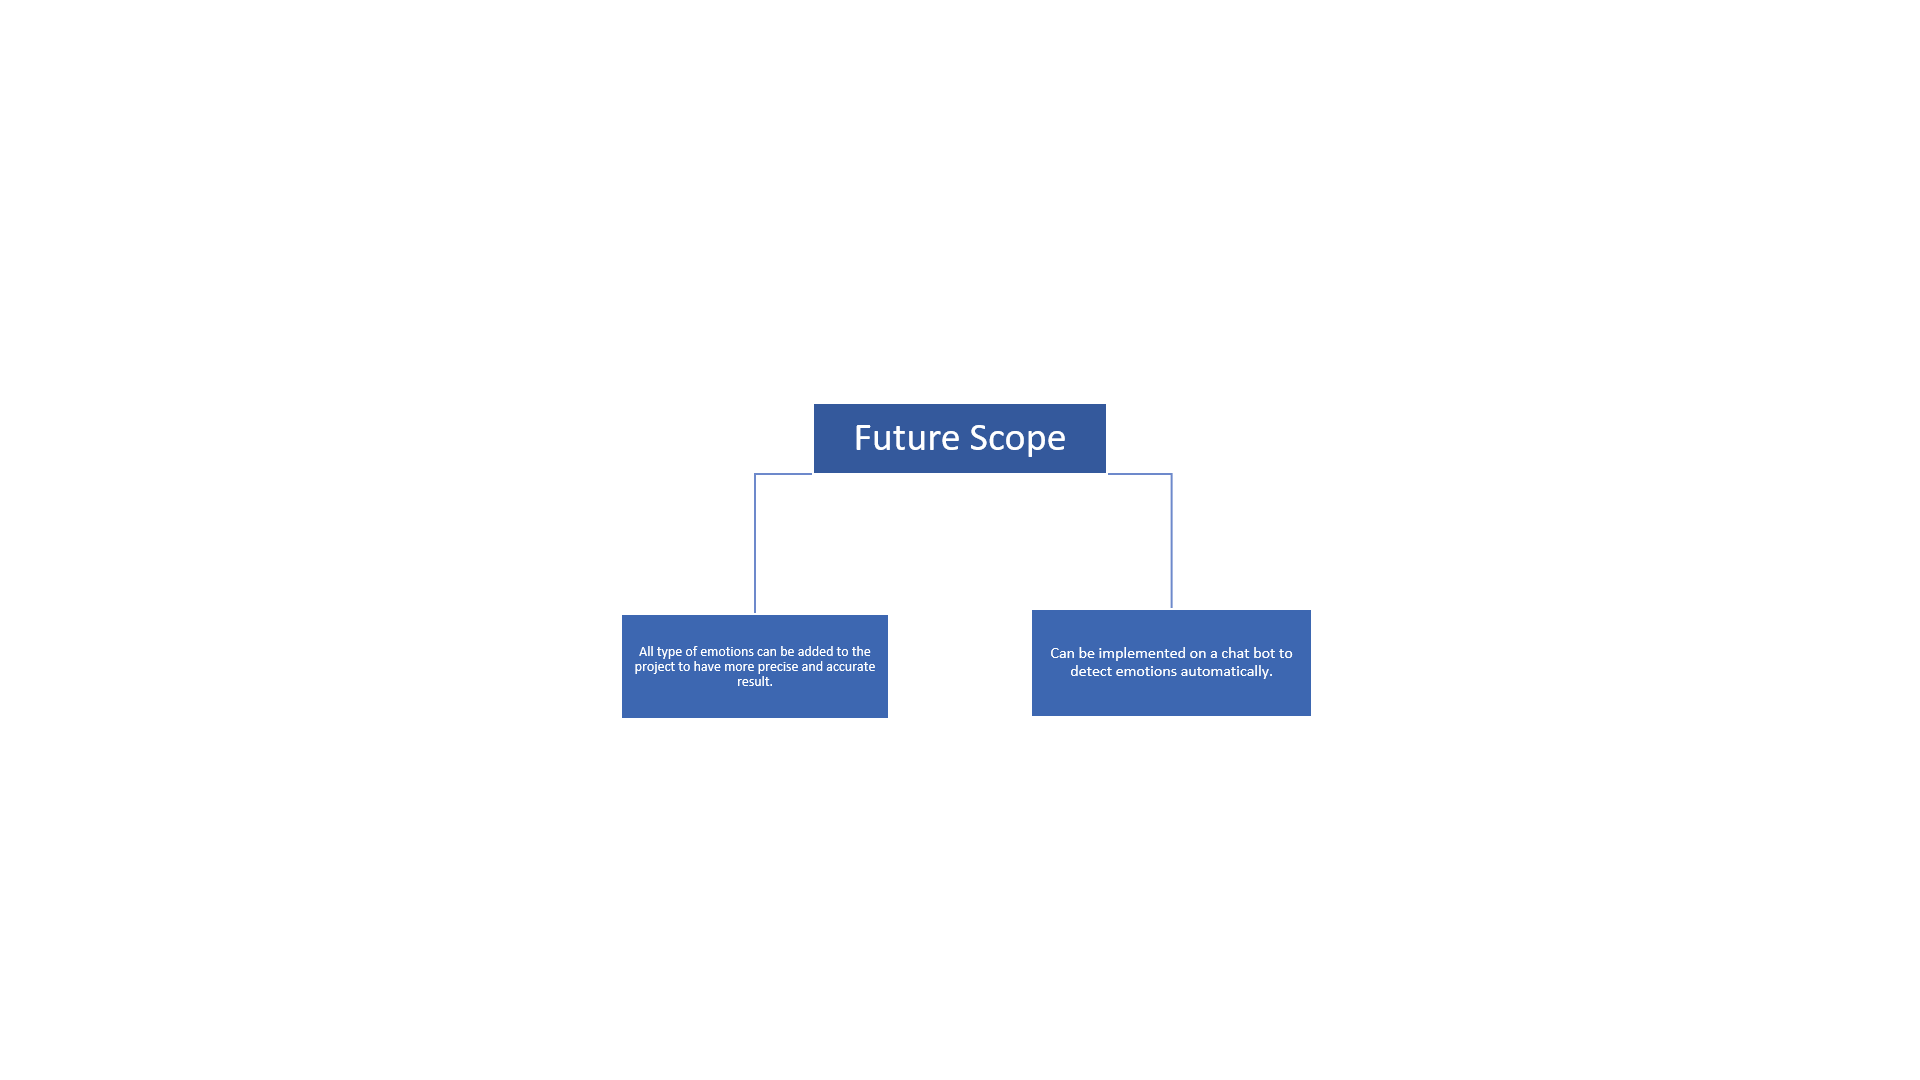 Future Scope
All type of emotions can be added to the
project to have more precise and accurate
result.
Can be implemented on a chat bot to
detect emotions automatically.